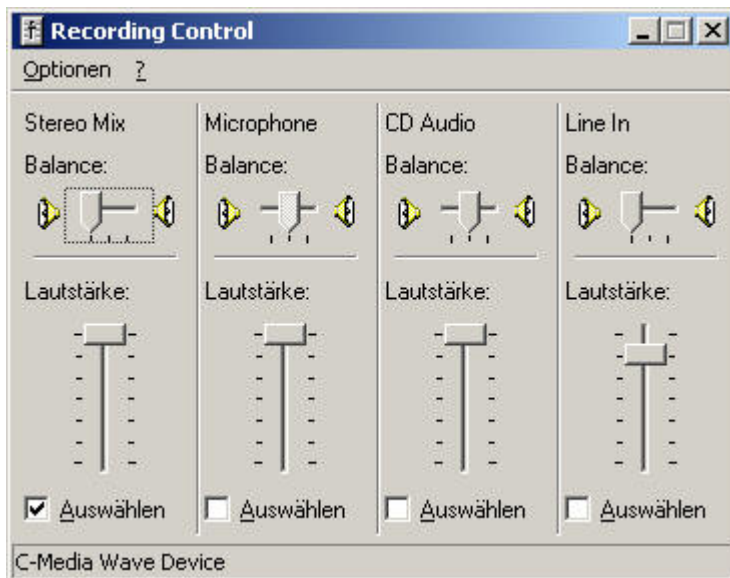 Recording Control
Optionen ?
Stereo Mix
Balance:
Lautstärke:
Auswählen
Microphone
Balance:
Lautstärke:
Auswählen
CD Audio
Balance:
Lautstärke:
Auswählen
Line In
Balance:
Lautstärke:
Auswählen
C-Media Wave Device